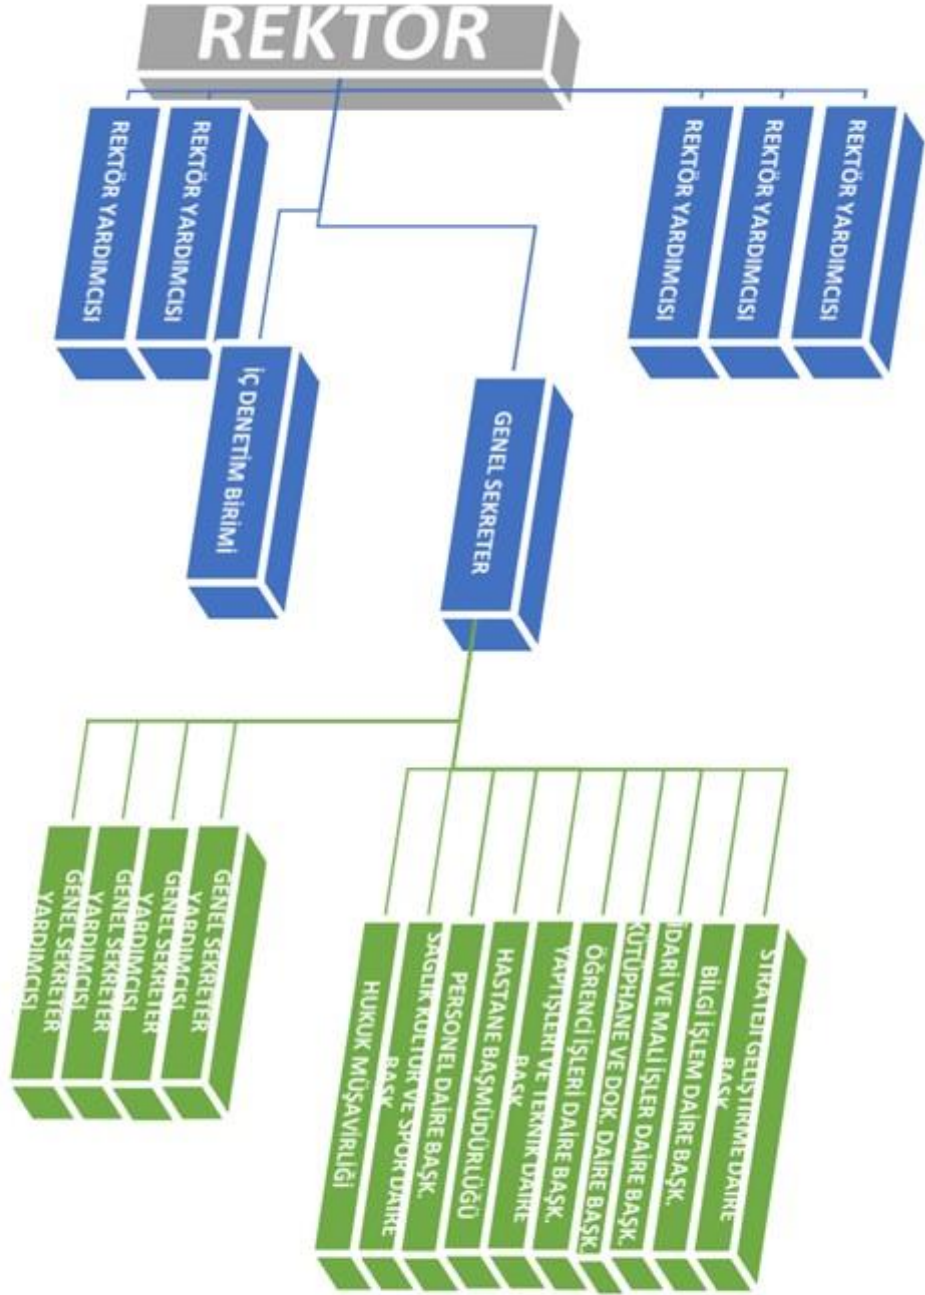 REKTÖR
REKTÖR YARDIMCISI
REKTÖR YARDIMCISI
REKTÖR YARDIMCISI
REKTÖR YARDIMCISI
REKTÖR YARDIMCISI
İÇ DENETİM BİRİMİ
GENEL SEKRETER
GENEL SEKRETER
YARDIMCISI
GENEL SEKRETER
YARDIMCISI
GENEL SEKRETER
YARDIMCISI
GENEL SEKRETER
YARDIMCISI
STRATEJİ GELİŞTİRME DAİRE
BAŞK
BİLGİ İŞLEM DAİRE BAŞK.
İDARİ VE MALİ İŞLER DAİRE BAŞK.
KÜTÜPHANE VE DOK. DAİRE BAŞK.
ÖĞRENCİ İŞLERİ DAİRE BAŞK.
YAPI İŞLERİ VE TEKNİK DAİRE
BAŞK
HASTANE BAŞMÜDÜRLÜĞÜ
PERSONEL DAİRE BAŞK.
SAĞLIK KÜLTÜR VE SPOR DAİRE
BAŞK
HUKUK MÜŞAVİRLİĞİ